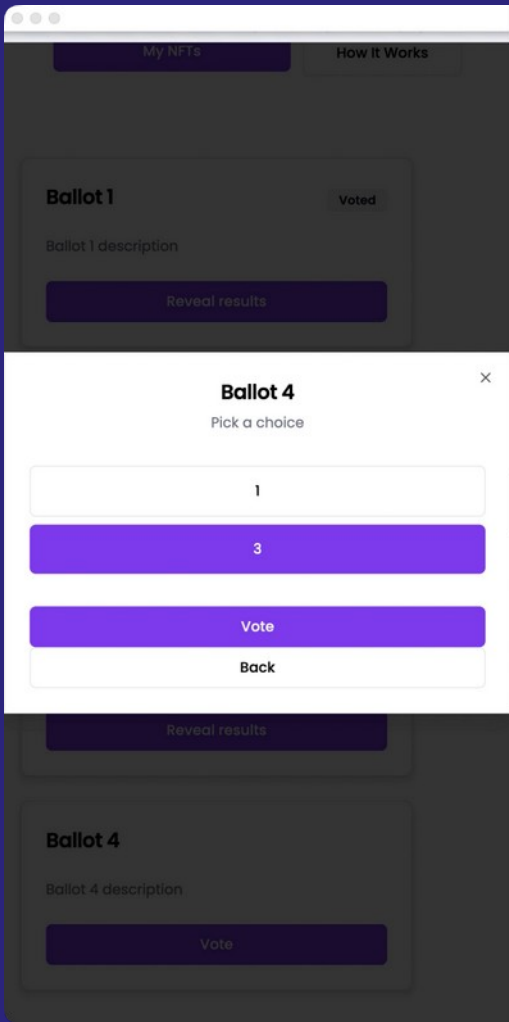 My NFTs
How It Works
Ballot 1
Voted
Ballot 1 description
Reveal results
Ballot 4
Pick a choice
1
3
Vote
Back
Reveal results
Ballot 4
Ballot 4 description
Vote